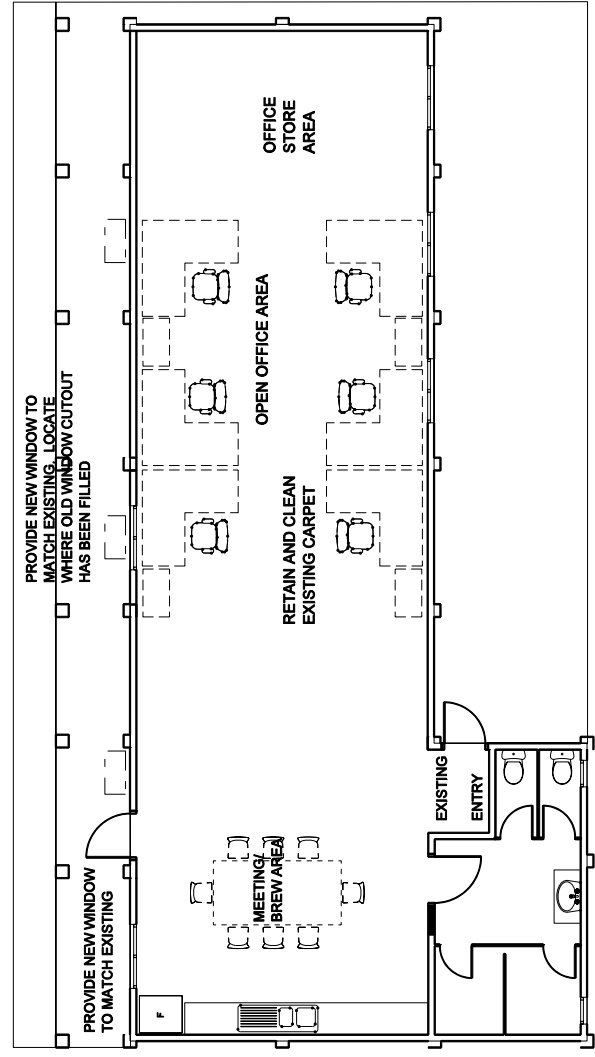 OFFICE
STORE
AREA
OPEN OFFICE AREA
PROVIDE NEW WINDOW TO
MATCH EXISTING, LOCATE
WHERE OLD WINDOW CUTOUT
HAS BEEN FILLED
RETAIN AND CLEAN
EXISTING CARPET
EXISTING
ENTRY
MEETING/
BREW AREA
PROVIDE NEW WINDOW
TO MATCH EXISTING
F